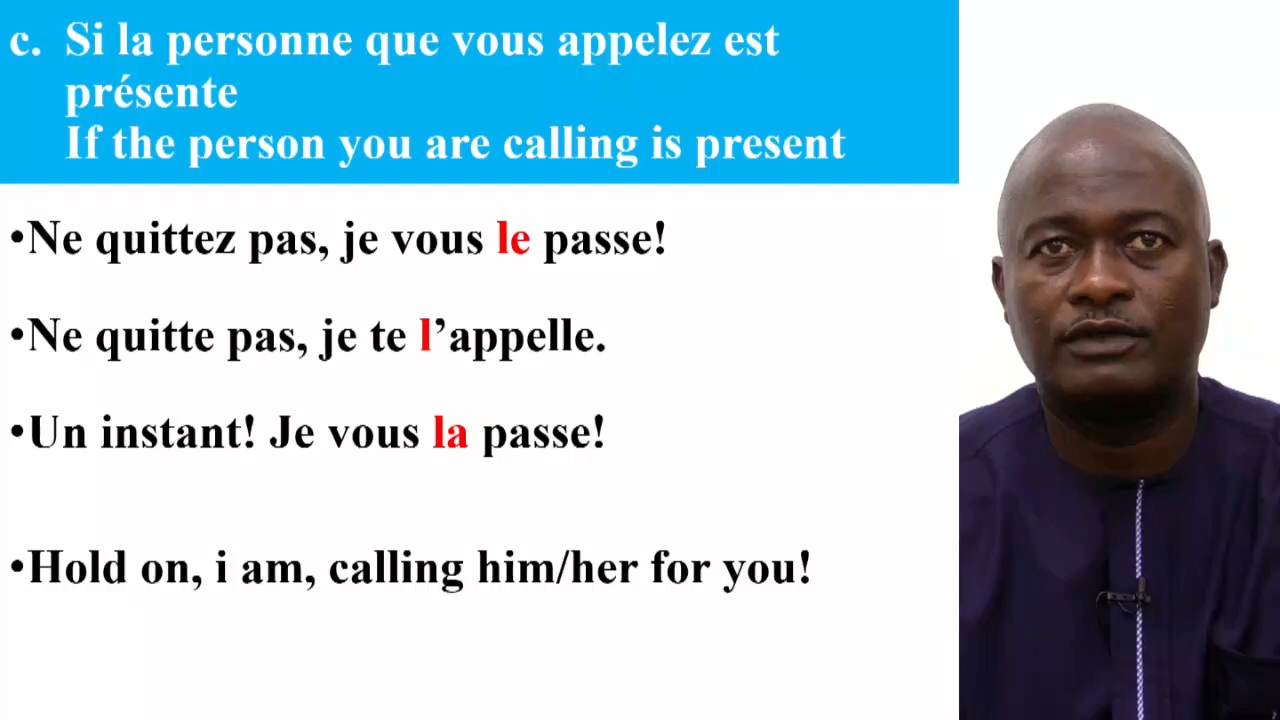 c. Si la personne que vous appelez est
présente
If the person you are calling is present
•Ne quittez pas, je vous le passe!
•Ne quitte pas, je te l’appelle.
•Un instant! Je vous la passe!
•Hold on, i am, calling him/her for you!